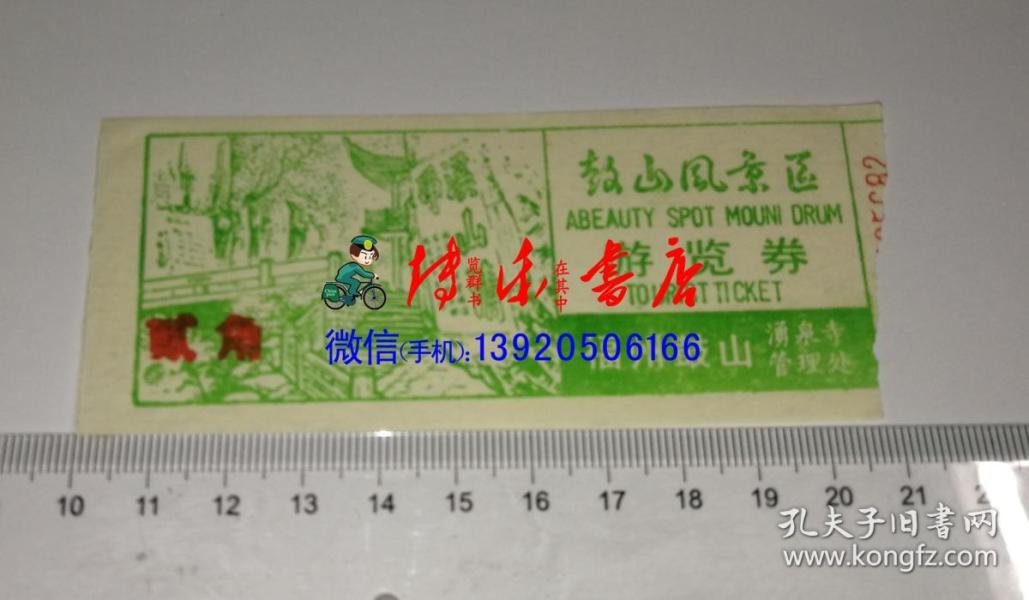 鼓山风景区
ABEAUTY SPOT MOUNI DRUM
游览券
TOURIST TICKET
贰角
福州鼓山 涌泉寺
管理处
博乐书店
览群书
在其中
微信(手机):13920506166
10 11 12 13 14 15 16 17 18 19 20 21
孔夫子旧书网
www.kongfz.com